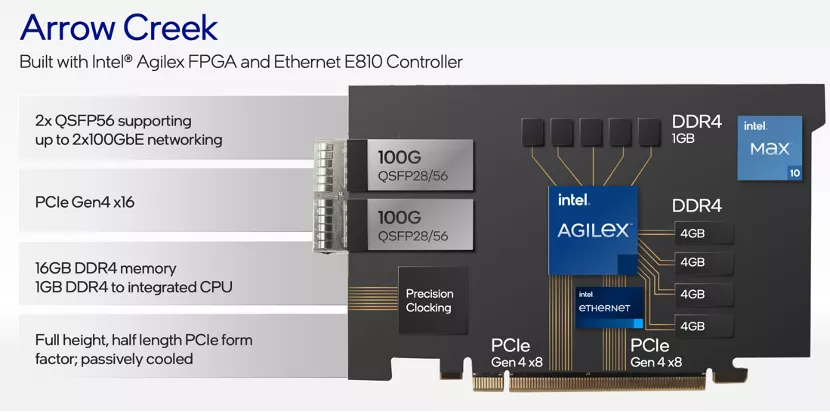 Arrow Creek
Built with Intel® Agilex FPGA and Ethernet E810 Controller
2x QSFP56 supporting
up to 2x100GbE networking
PCIe Gen4 x16
16GB DDR4 memory
1GB DDR4 to integrated CPU
Full height, half length PCIe form
factor; passively cooled
100G
QSFP28/56
100G
QSFP28/56
Precision
Clocking
DDR4
1GB
intel.
MAX
10
intel.
AGILEX™
DDR4
4GB
4GB
4GB
4GB
intel.
ETHERNET
PCIe
Gen 4 x8
PCIe
Gen 4 x8